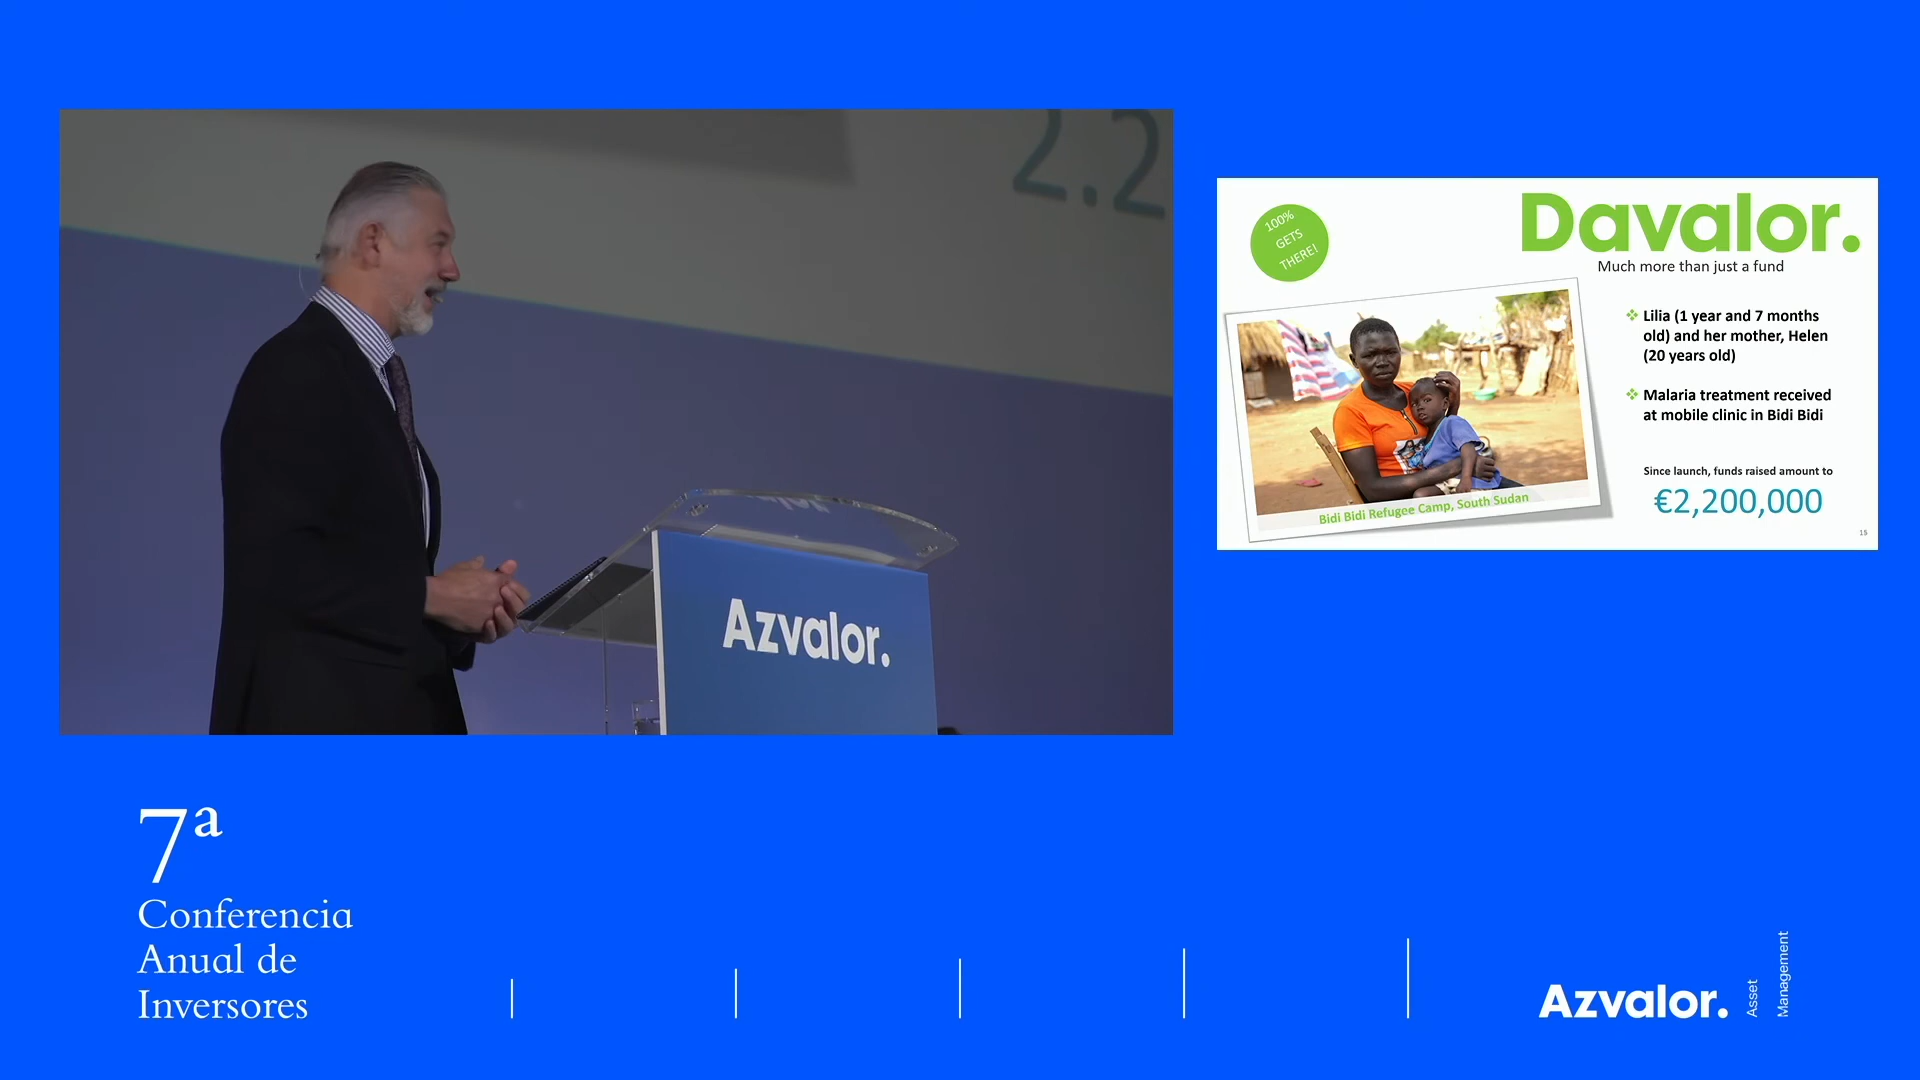 2.2
Azvalor.
100%
GETS
THERE!
Davalor.
Much more than just a fund
Lilia (1 year and 7 months
old) and her mother, Helen
(20 years old)
Malaria treatment received
at mobile clinic in Bidi Bidi
Since launch, funds raised amount to
€2,200,000
Bidi Bidi Refugee Camp, South Sudan
15
7ª
Conferencia
Anual de
Inversores
Azvalor.
Asset
Management